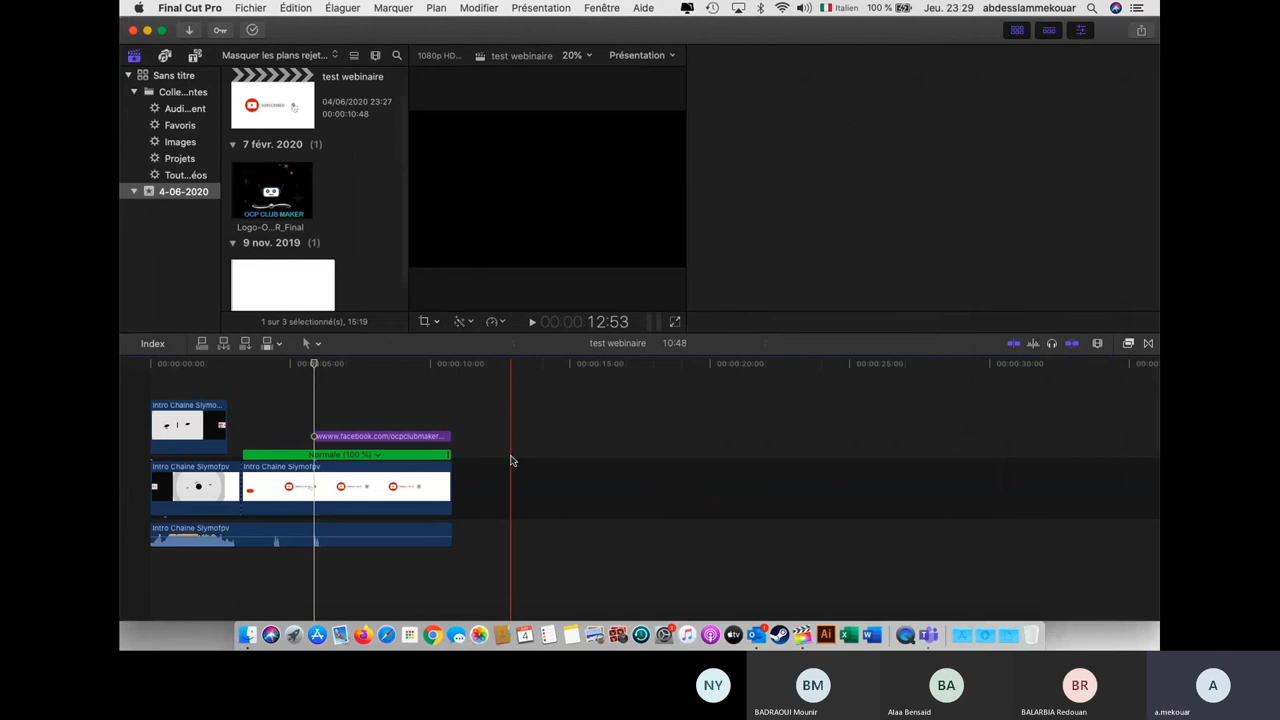 Final Cut Pro Fichier Édition Élaguer Marquer Plan Modifier Présentation Fenêtre Aide Italien 100 % Jeu. 23 29 abdesslammekouar
Masquer les plans rejet... 1080p HD... test webinaire 20% Présentation
Sans titre
Colle...ntes
Audi...ent
Favoris
Images
Projets
Tout...éos
4-06-2020
test webinaire
04/06/2020 23:27
00:00:10:48
SUBSCRIBED
7 févr. 2020 (1)
OCP CLUB MAKER
Logo-O...R_Final
9 nov. 2019 (1)
1 sur 3 sélectionné(s), 15:19
00:00:12:53
Index test webinaire 10:48
00:00:00:00 00:00:05:00 00:00:10:00 00:00:15:00 00:00:20:00 00:00:25:00 00:00:30:00
Intro Chaine Slymo...
wwww.facebook.com/ocpclubmaker...
Normale (100 %)
Intro Chaine Slymofpv Intro Chaine Slymofpv
Intro Chaine Slymofpv
NY BM BA BR A
BADRAOUI Mounir Alaa Bensaid BALARBIA Redouan a.mekouar